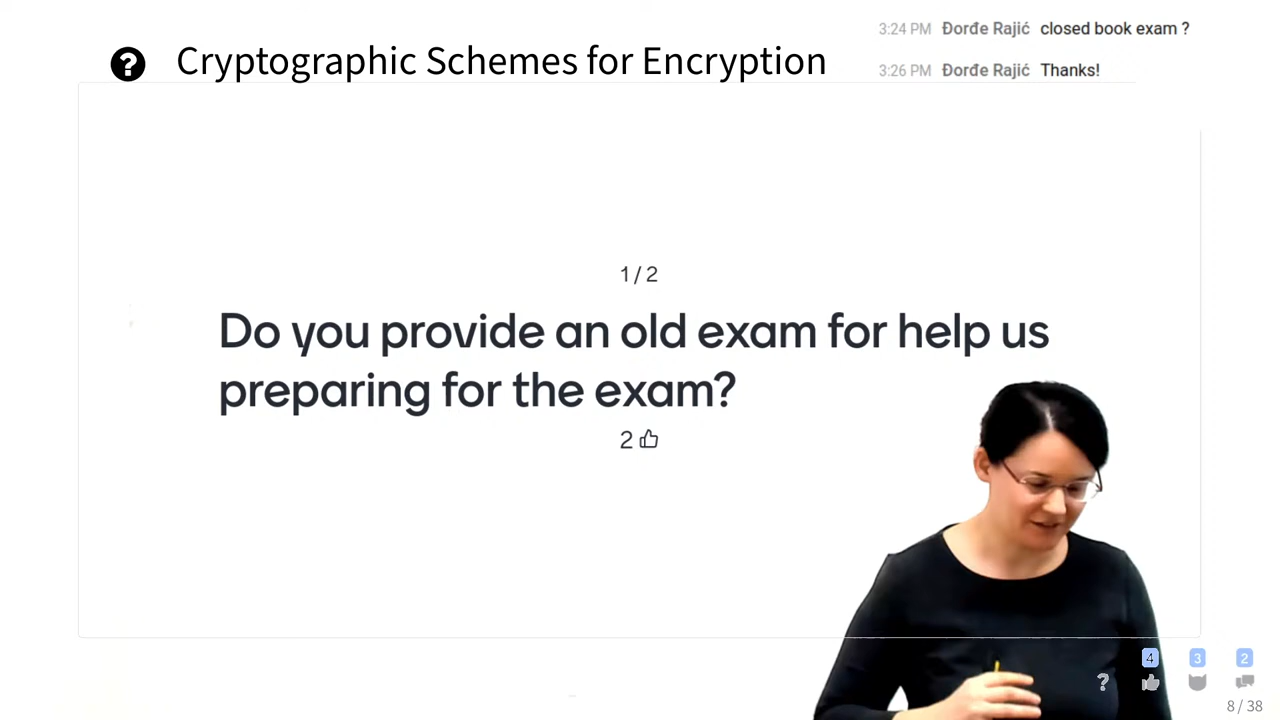 Cryptographic Schemes for Encryption
3:24 PM Đorđe Rajić closed book exam ?
3:26 PM Đorđe Rajić Thanks!
1 / 2
Do you provide an old exam for help us
preparing for the exam?
2
4 3 2
?
8 / 38